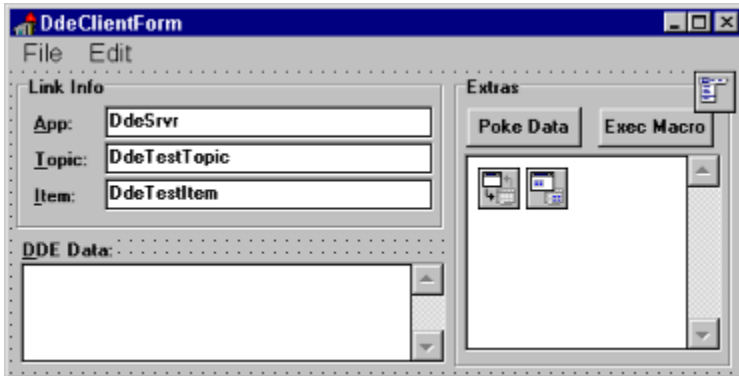 DdeClientForm
File Edit
Link Info
App: DdeSrvr
Topic: DdeTestTopic
Item: DdeTestItem
DDE Data:
Extras
Poke Data Exec Macro